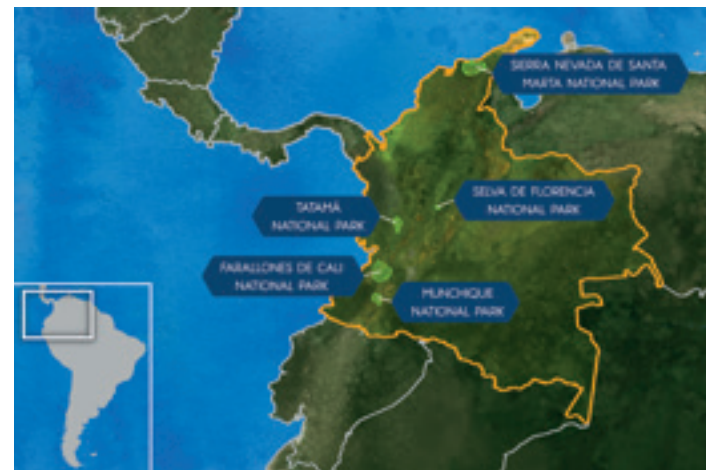 SIERRA NEVADA DE SANTA
MARTA NATIONAL PARK
SELVA DE FLORENCIA
NATIONAL PARK
TATAMÁ
NATIONAL PARK
FARALLONES DE CALI
NATIONAL PARK
MUNCHIQUE
NATIONAL PARK